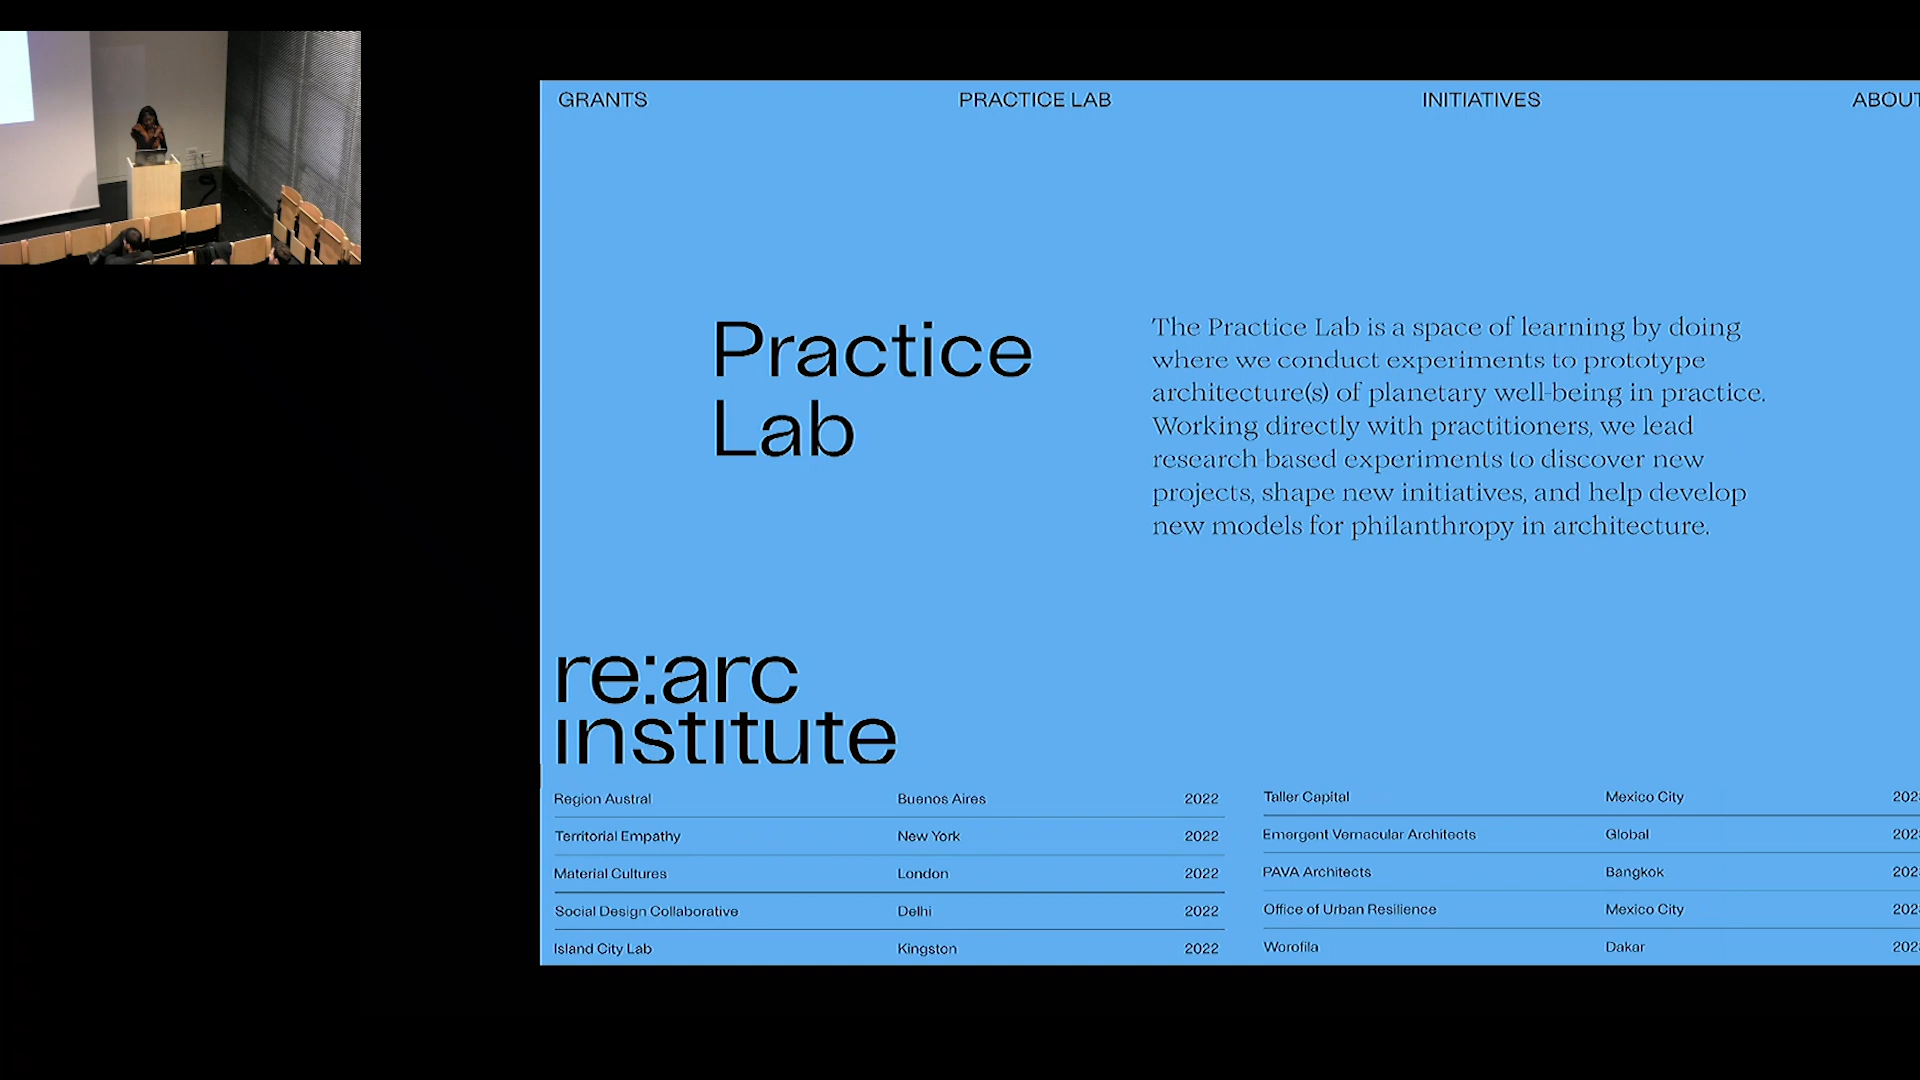 GRANTS PRACTICE LAB INITIATIVES ABOUT
Practice
Lab
The Practice Lab is a space of learning by doing
where we conduct experiments to prototype
architecture(s) of planetary well-being in practice.
Working directly with practitioners, we lead
research based experiments to discover new
projects, shape new initiatives, and help develop
new models for philanthropy in architecture.
re:arc
institute
Region Austral Buenos Aires 2022
Territorial Empathy New York 2022
Material Cultures London 2022
Social Design Collaborative Delhi 2022
Island City Lab Kingston 2022
Taller Capital Mexico City
Emergent Vernacular Architects Global
PAVA Architects Bangkok
Office of Urban Resilience Mexico City
Worofila Dakar